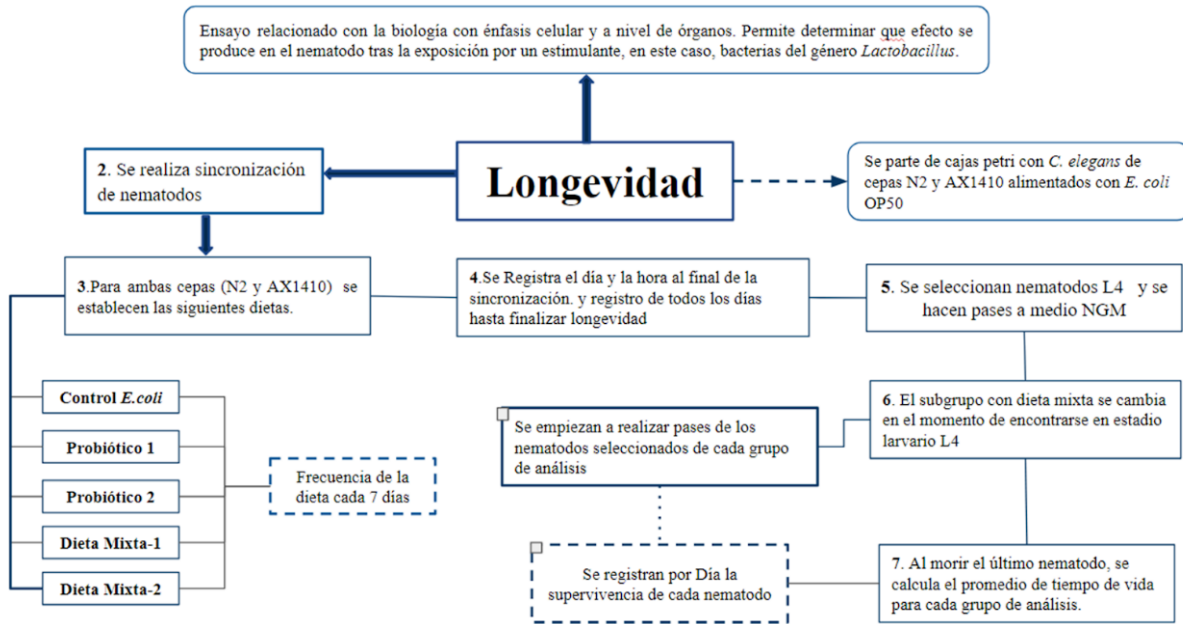 Ensayo relacionado con la biología con énfasis celular y a nivel de órganos. Permite determinar que efecto se
produce en el nematodo tras la exposición por un estimulante, en este caso, bacterias del género Lactobacillus.
Longevidad
2. Se realiza sincronización
de nematodos
Se parte de cajas petri con C. elegans de
cepas N2 y AX1410 alimentados con E. coli
OP50
3.Para ambas cepas (N2 y AX1410) se
establecen las siguientes dietas.
4.Se Registra el día y la hora al final de la
sincronización. y registro de todos los días
hasta finalizar longevidad
5. Se seleccionan nematodos L4 y se
hacen pases a medio NGM
Control E.coli
Probiótico 1
Probiótico 2
Dieta Mixta-1
Dieta Mixta-2
Frecuencia de la
dieta cada 7 días
6. El subgrupo con dieta mixta se cambia
en el momento de encontrarse en estadio
larvario L4
Se empiezan a realizar pases de los
nematodos seleccionados de cada grupo
de análisis
Se registran por Día la
supervivencia de cada nematodo
7. Al morir el último nematodo, se
calcula el promedio de tiempo de vida
para cada grupo de análisis.